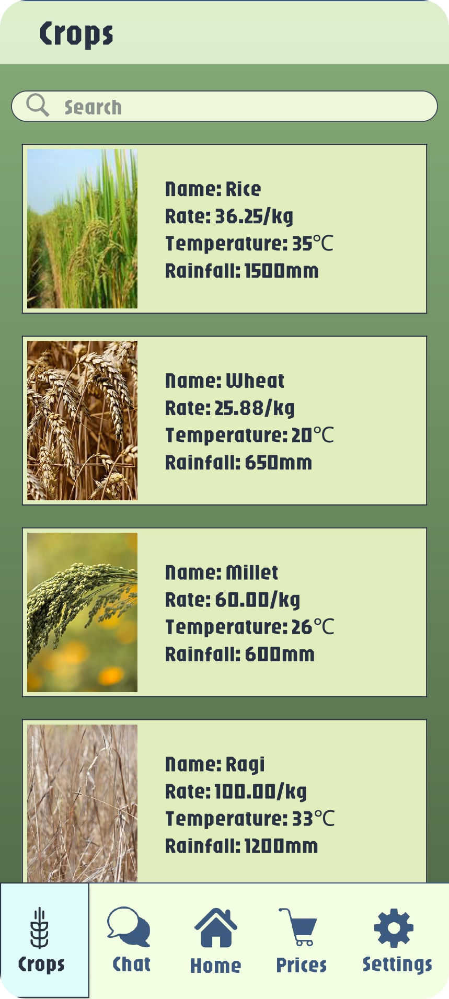 Crops
Search
Name: Rice
Rate: 36.25/kg
Temperature: 35℃
Rainfall: 1500mm
Name: Wheat
Rate: 25.88/kg
Temperature: 20℃
Rainfall: 650mm
Name: Millet
Rate: 60.00/kg
Temperature: 26℃
Rainfall: 600mm
Name: Ragi
Rate: 100.00/kg
Temperature: 33℃
Rainfall: 1200mm
Crops
Chat
Home
Prices
Settings